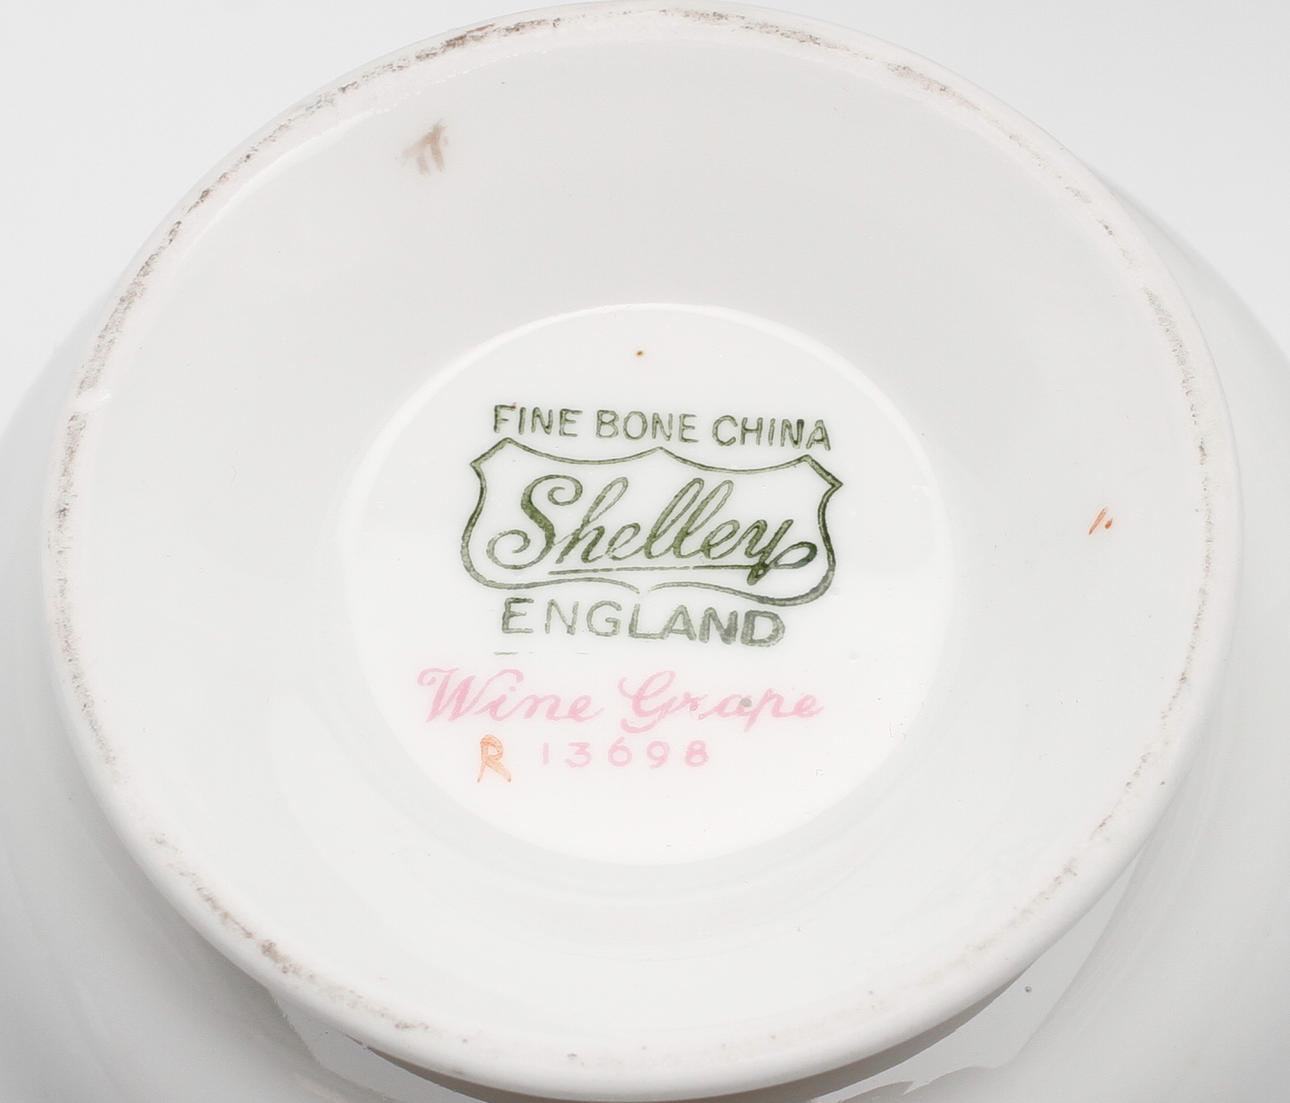 FINE BONE CHINA
Shelley
ENGLAND
Wine Grape
R 13698